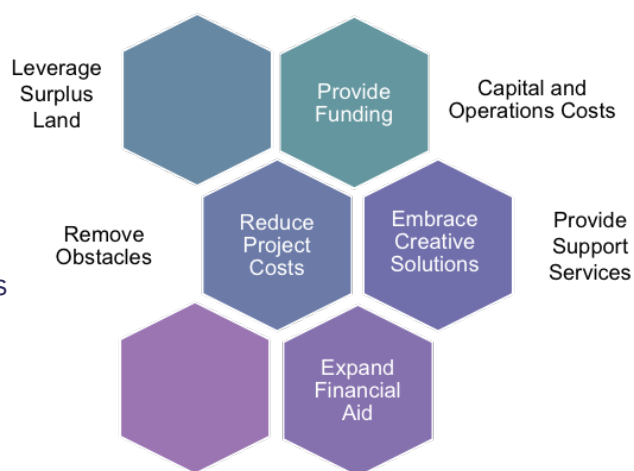 Leverage
Surplus
Land
Provide
Funding
Capital and
Operations Costs
Remove
Obstacles
Reduce
Project
Costs
Embrace
Creative
Solutions
Provide
Support
Services
s
Expand
Financial
Aid